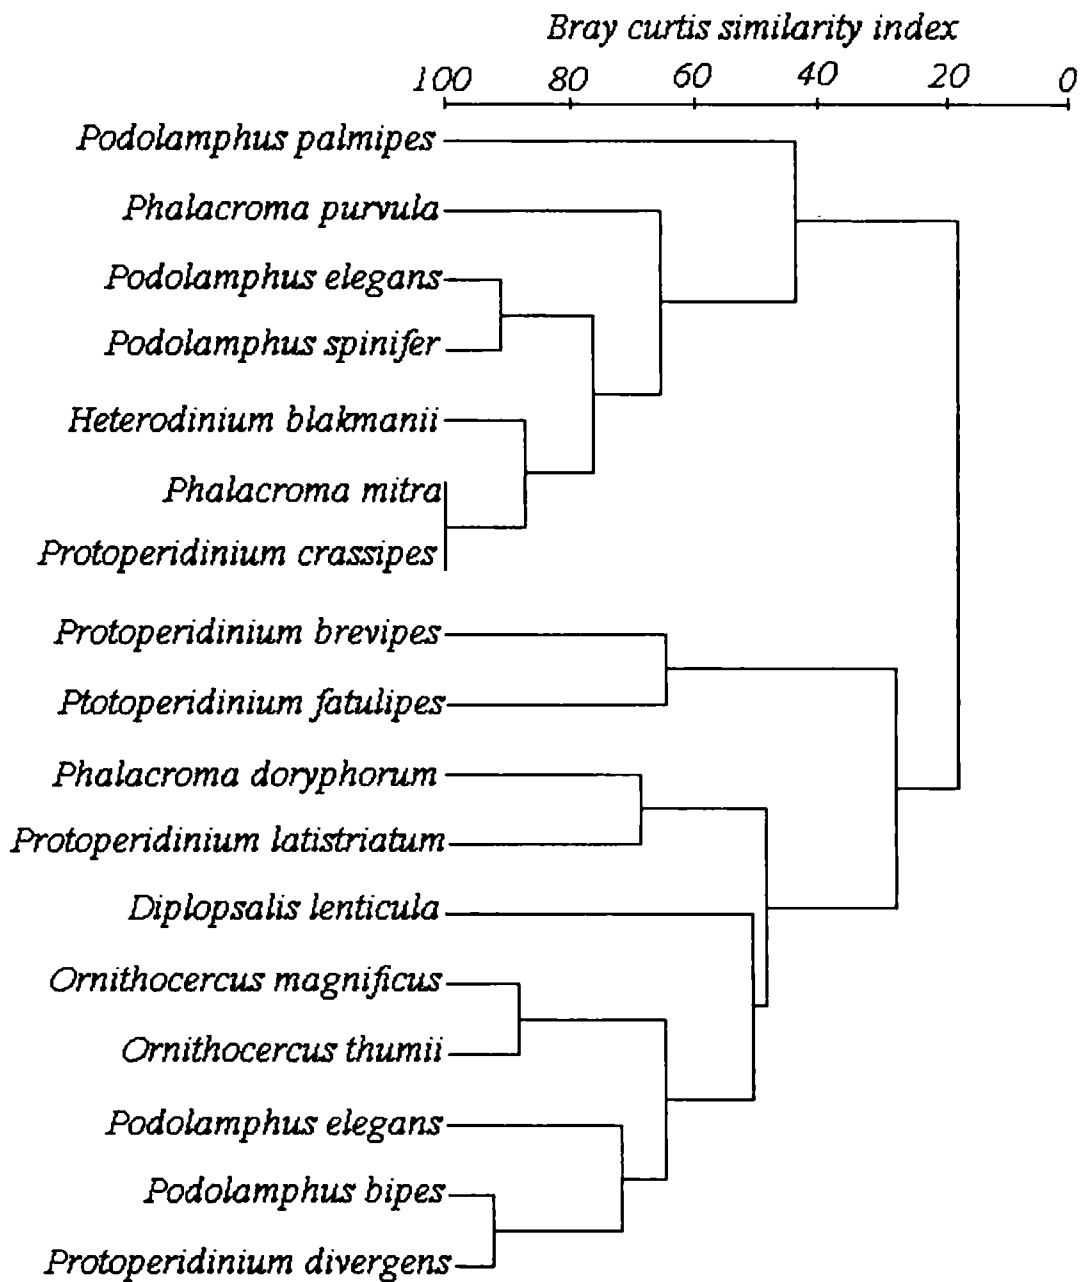 Bray curtis similarity index
100 80 60 40 20 0
Podolamphus palmipes
Phalacroma purvula
Podolamphus elegans
Podolamphus spinifer
Heterodinium blakmanii
Phalacroma mitra
Protoperidinium crassipes
Protoperidinium brevipes
Ptotoperidinium fatulipes
Phalacroma doryphorum
Protoperidinium latistriatum
Diplopsalis lenticula
Ornithocercus magnificus
Ornithocercus thumii
Podolamphus elegans
Podolamphus bipes
Protoperidinium divergens